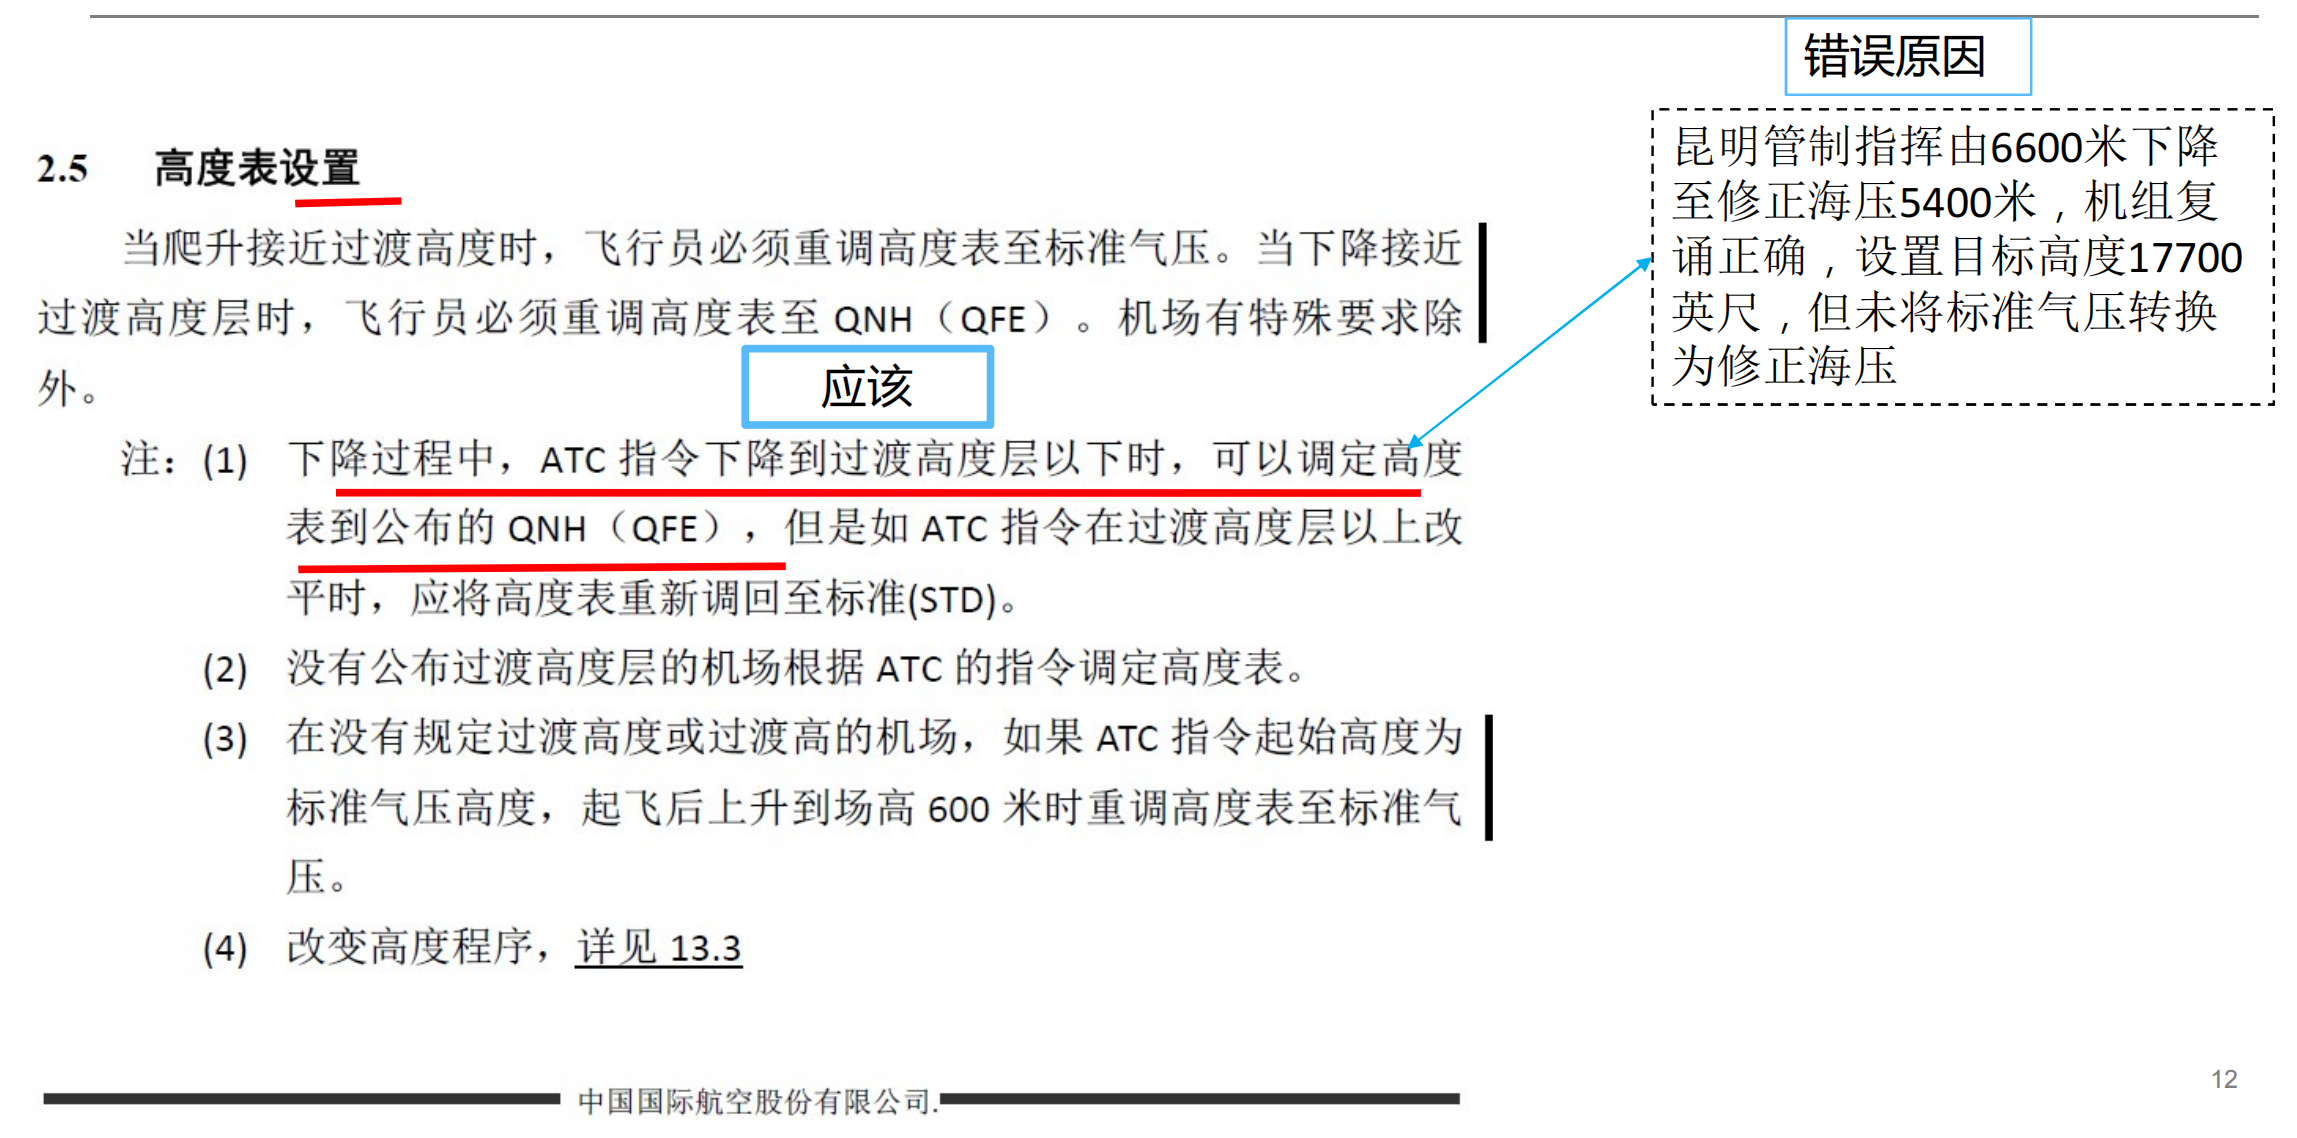 错误原因
昆明管制指挥由6600米下降
至修正海压5400米，机组复
诵正确，设置目标高度17700
英尺，但未将标准气压转换
为修正海压
2.5 高度表设置
当爬升接近过渡高度时，飞行员必须重调高度表至标准气压。当下降接近
过渡高度层时，飞行员必须重调高度表至 QNH（QFE）。机场有特殊要求除
外。
应该
注：(1) 下降过程中，ATC 指令下降到过渡高度层以下时，可以调定高度
表到公布的 QNH（QFE），但是如 ATC 指令在过渡高度层以上改
平时，应将高度表重新调回至标准(STD)。
(2) 没有公布过渡高度层的机场根据 ATC 的指令调定高度表。
(3) 在没有规定过渡高度或过渡高的机场，如果 ATC 指令起始高度为
标准气压高度，起飞后上升到场高 600 米时重调高度表至标准气
压。
(4) 改变高度程序，详见 13.3
中国国际航空股份有限公司.
12